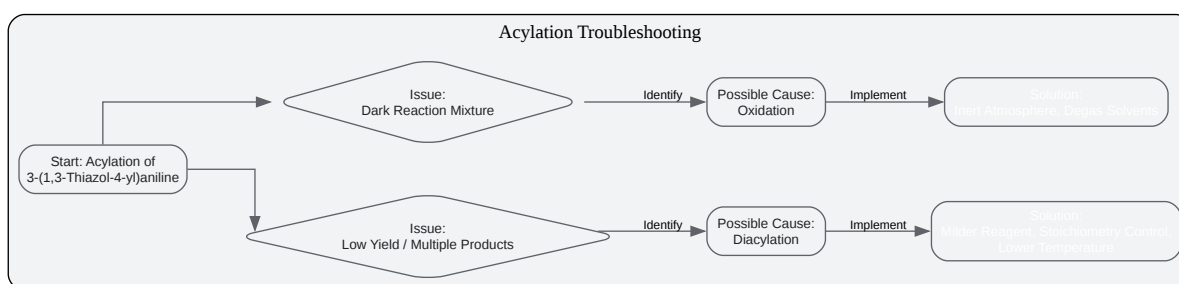 Acylation Troubleshooting
Issue:
Dark Reaction Mixture
Identify
Possible Cause:
Oxidation
Implement
Solution:
Inert Atmosphere, Degas Solvents
Start: Acylation of
3-(1,3-Thiazol-4-yl)aniline
Issue:
Low Yield / Multiple Products
Identify
Possible Cause:
Diacylation
Implement
Solution:
Milder Reagent, Stoichiometry Control,
Lower Temperature